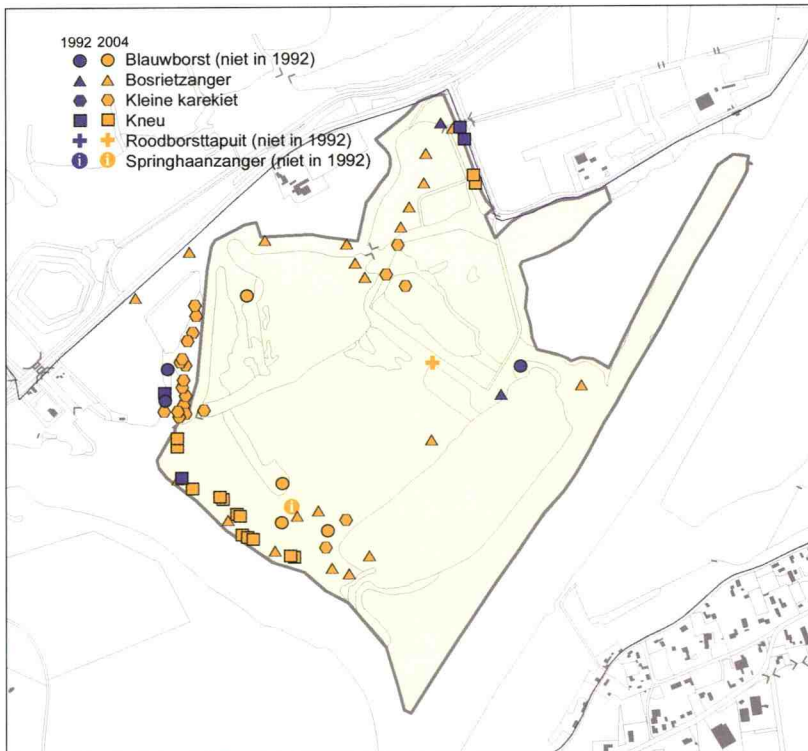 1992 2004
Blauwborst (niet in 1992)
Bosrietzanger
Kleine karekiet
Kneu
Roodborsttapuit (niet in 1992)
Springhaanzanger (niet in 1992)